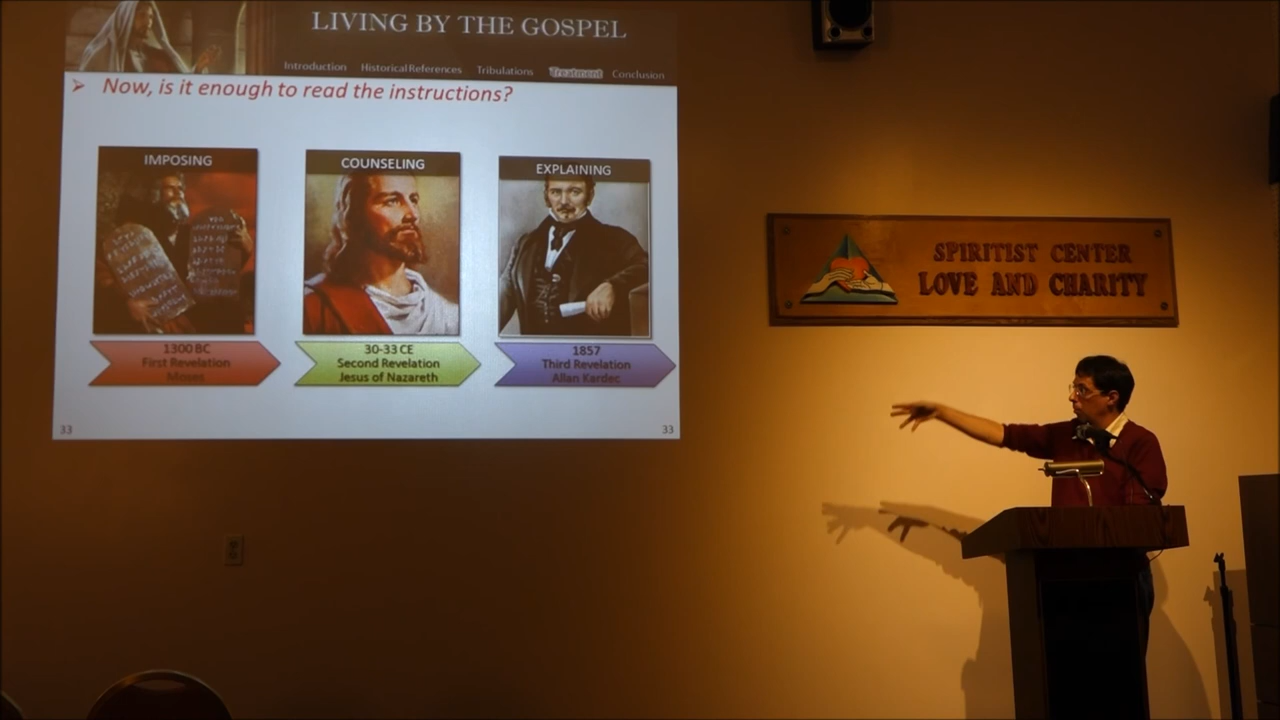 LIVING BY THE GOSPEL
Introduction Historical References Tribulations Treatment Conclusion
Now, is it enough to read the instructions?
IMPOSING
COUNSELING
EXPLAINING
1300 BC
First Revelation
Moses
30-33 CE
Second Revelation
Jesus of Nazareth
1857
Third Revelation
Allan Kardec
33
33
SPIRITIST CENTER
LOVE AND CHARITY